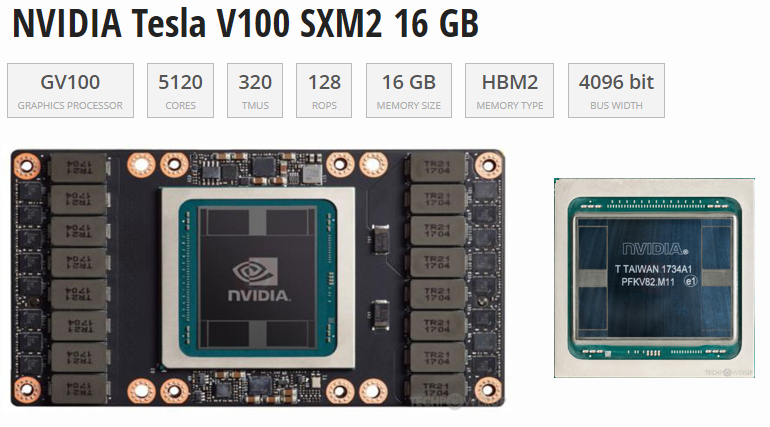 NVIDIA Tesla V100 SXM2 16 GB
GV100
GRAPHICS PROCESSOR
5120
CORES
320
TMUS
128
ROPS
16 GB
MEMORY SIZE
HBM2
MEMORY TYPE
4096 bit
BUS WIDTH
TR21
1704
TR21
1704
TR21
1704
TR21
1704
TR21
1704
TR21
1704
TR21
1704
TR21
1704
TR21
1704
TR21
1704
TR21
1704
TR21
1704
TR21
1704
TR21
1704
TR21
1704
TR21
1704
NVIDIA.
NVIDIA®
T TAIWAN 1734A1
PFKV82.M11 e1
TECHPOWERUP
TECHPOWERUP